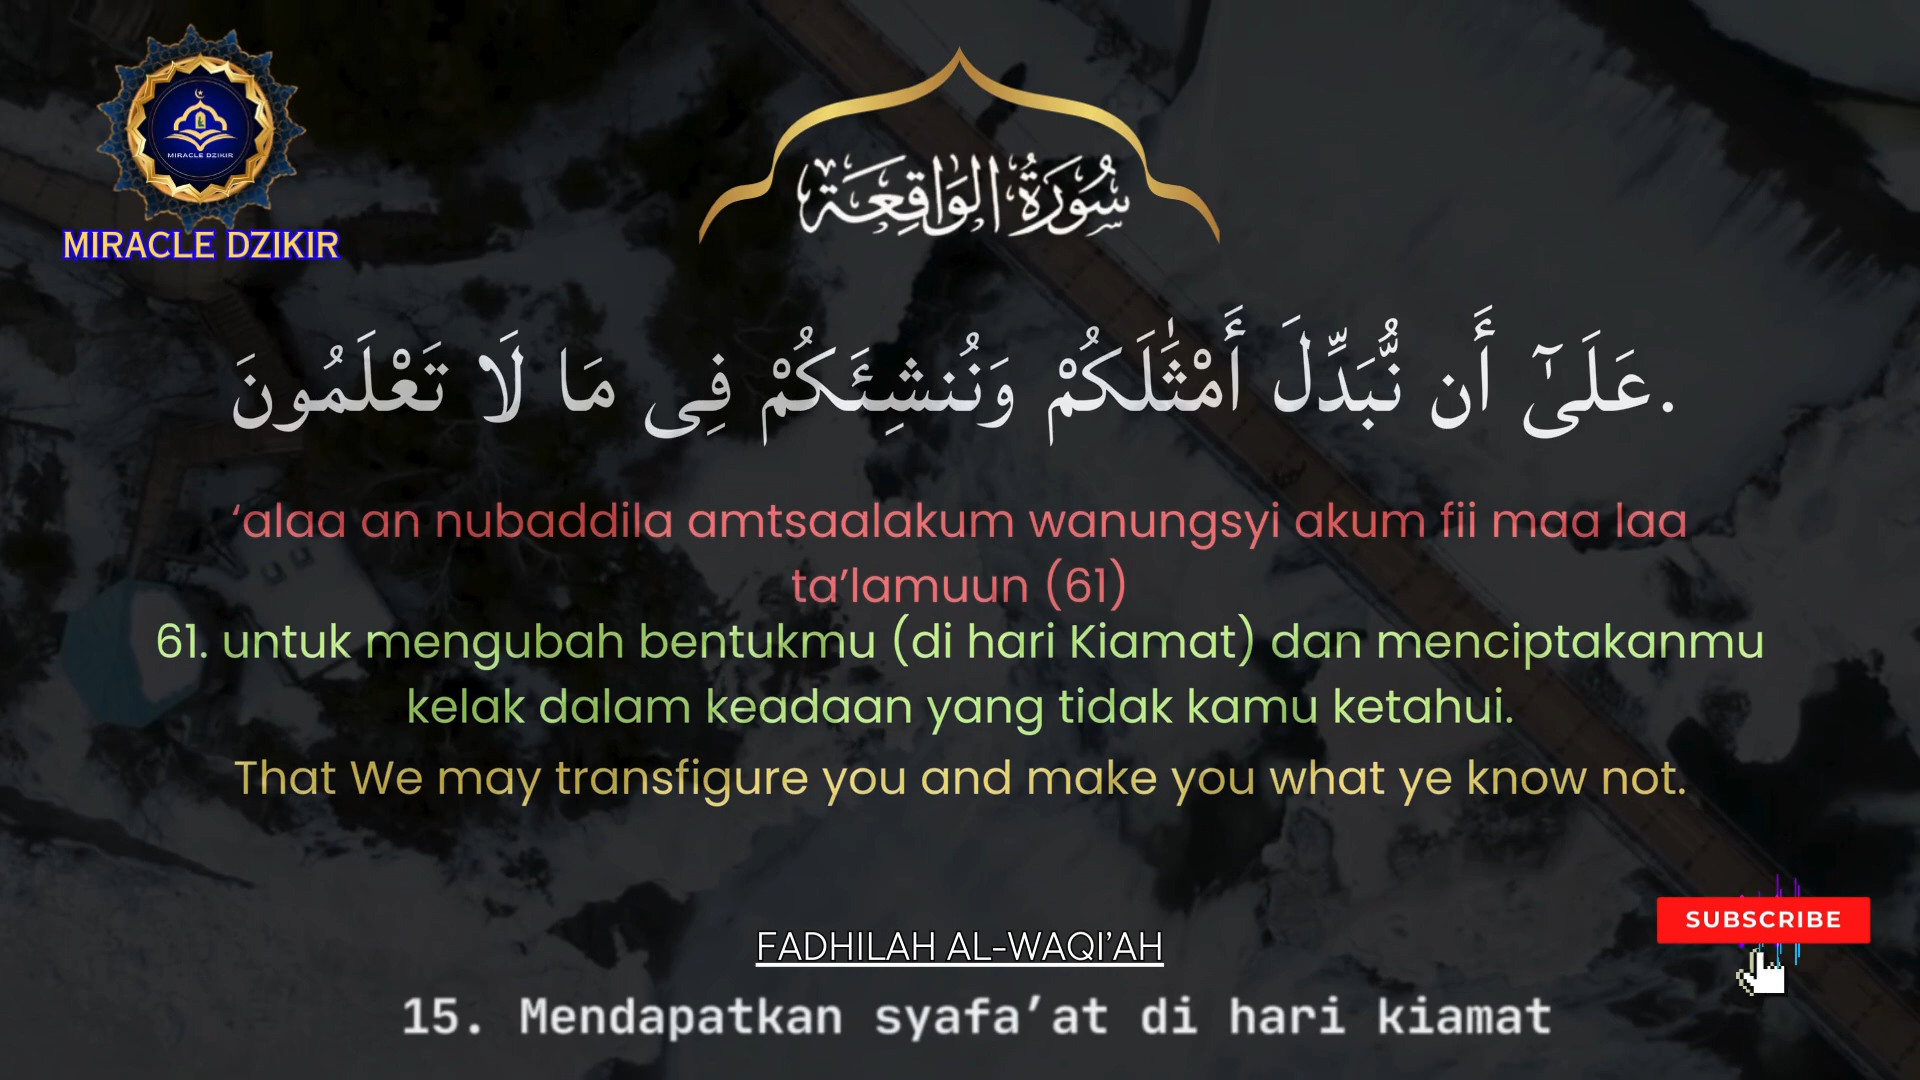 MIRACLE DZIKIR
MIRACLE DZIKIR
سُورَةُ الوَاقِعَة
عَلَىٰٓ أَن نُّبَدِّلَ أَمْثَٰلَكُمْ وَنُنشِئَكُمْ فِى مَا لَا تَعْلَمُونَ.
‘alaa an nubaddila amtsaalakum wanungsyi akum fii maa laa
ta’lamuun (61)
61. untuk mengubah bentukmu (di hari Kiamat) dan menciptakanmu
kelak dalam keadaan yang tidak kamu ketahui.
That We may transfigure you and make you what ye know not.
SUBSCRIBE
FADHILAH AL-WAQI’AH
15. Mendapatkan syafa’at di hari kiamat